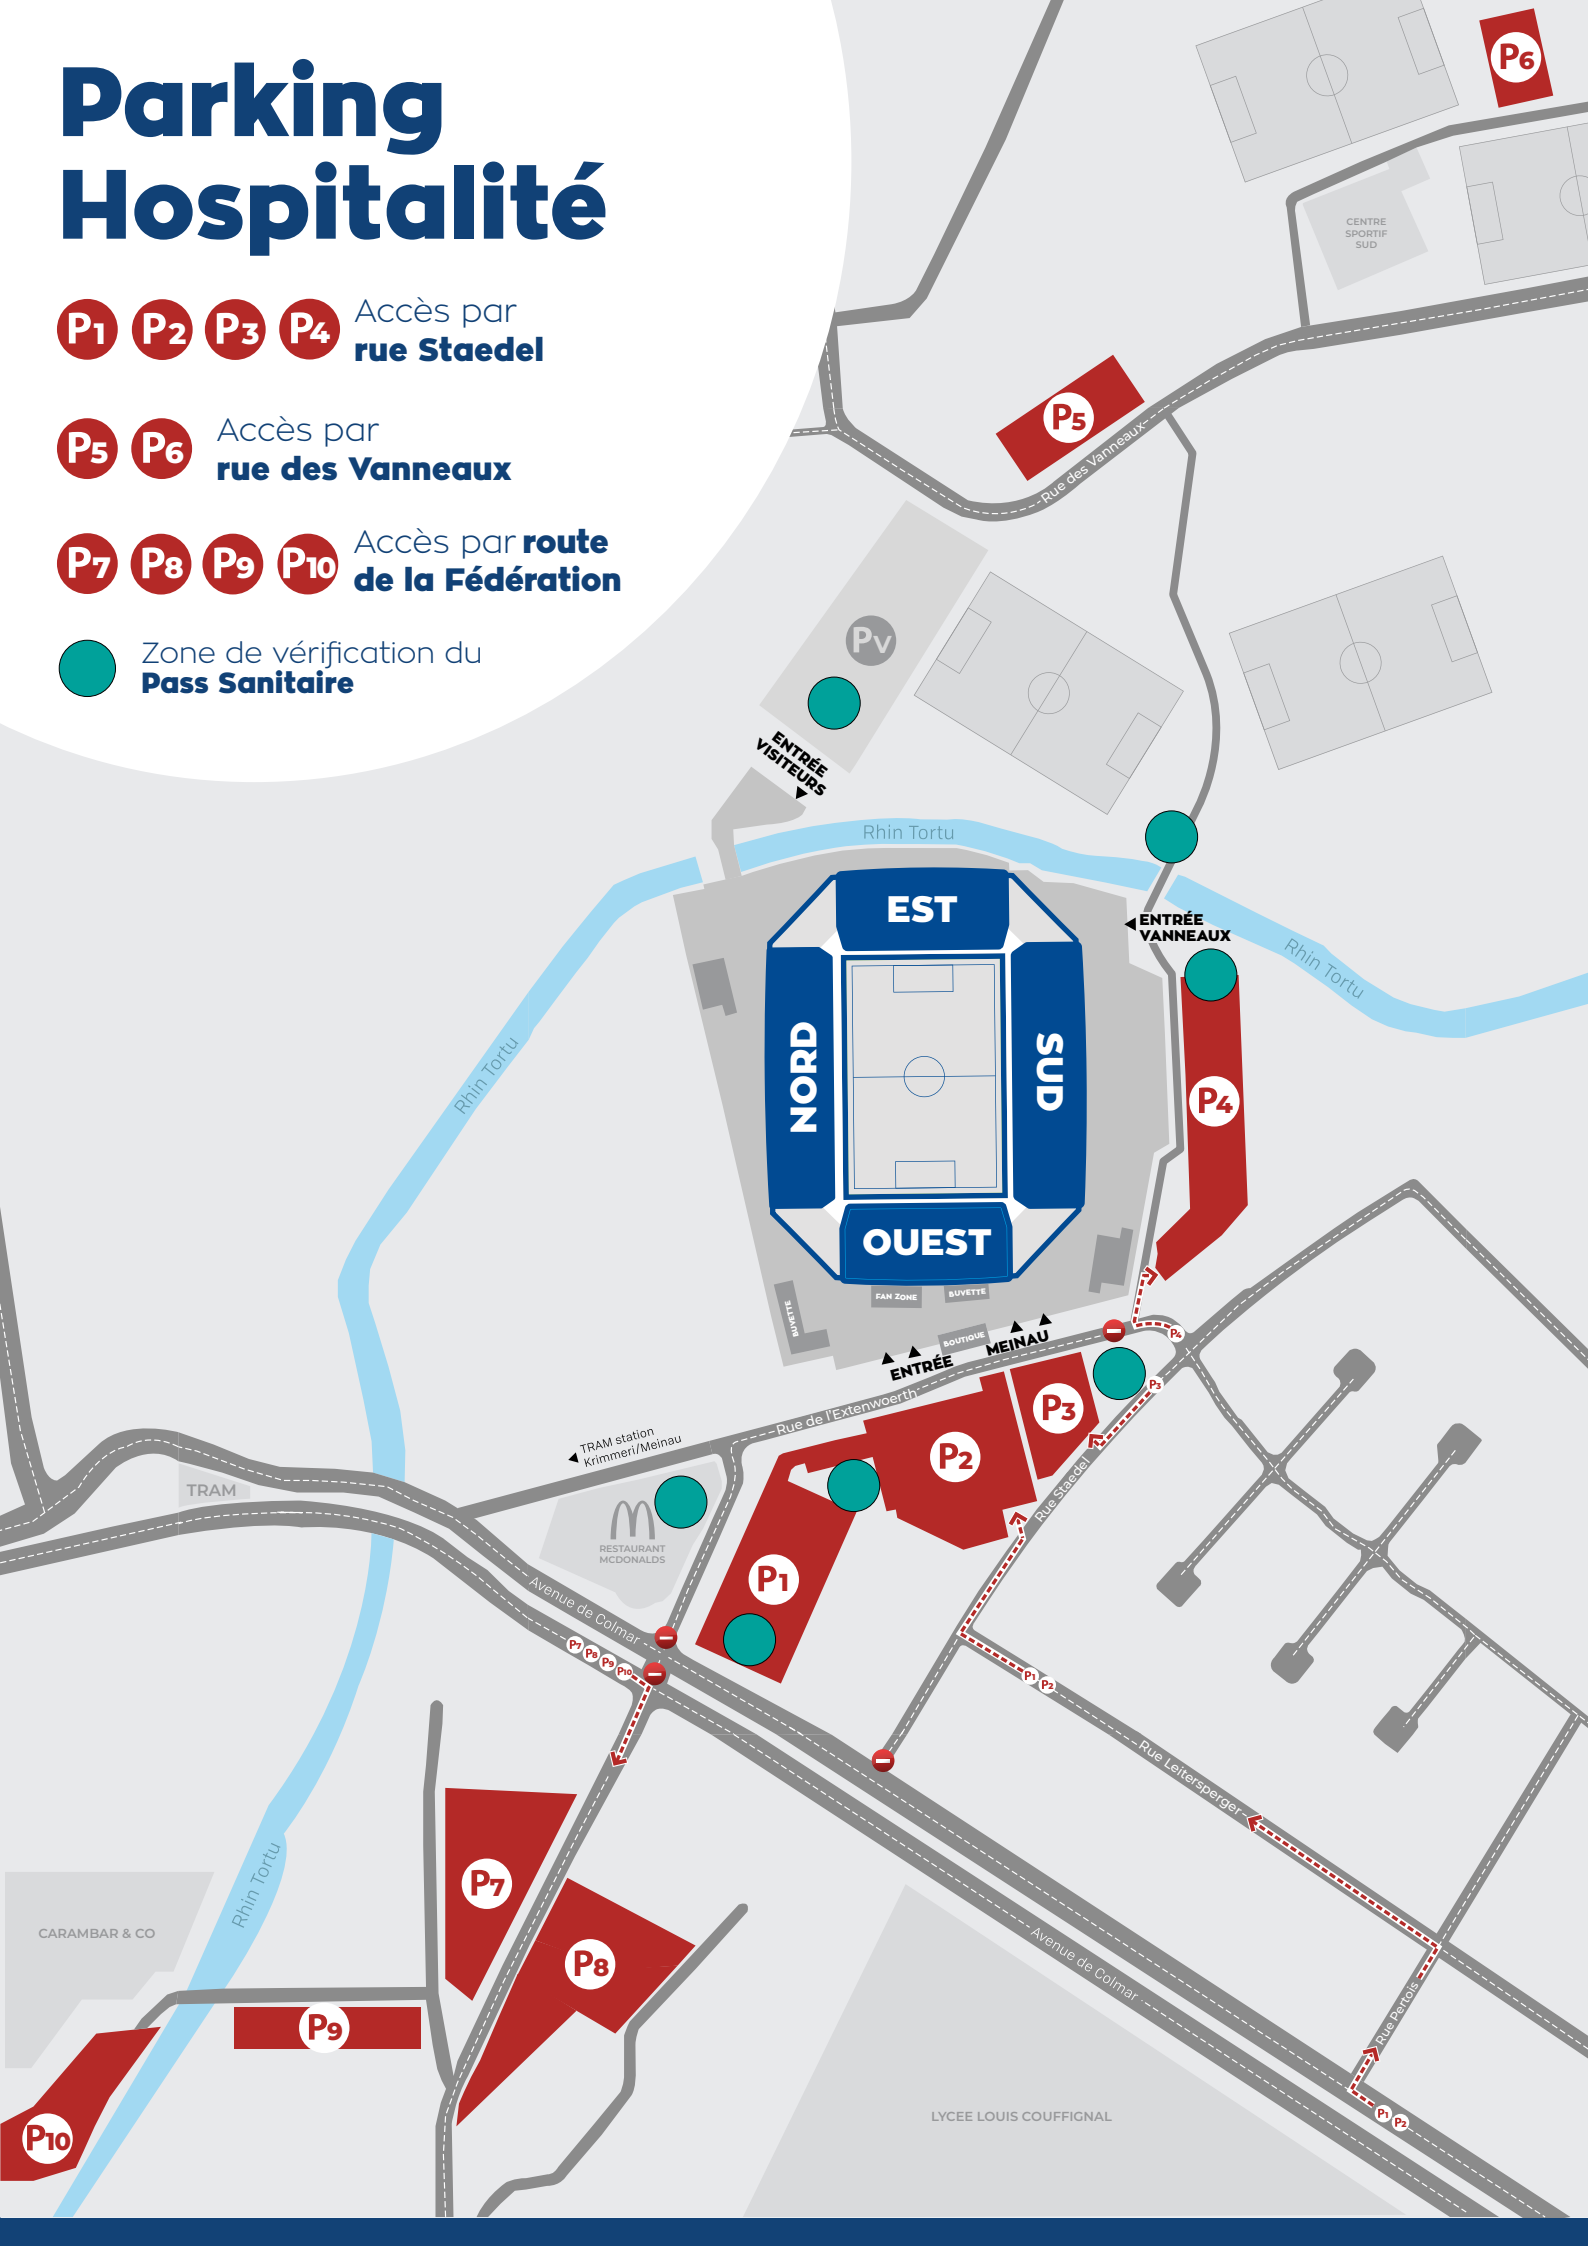 Parking
Hospitalité
P1 P2 P3 P4 Accès par
rue Staedel
P5 P6 Accès par
rue des Vanneaux
P7 P8 P9 P10 Accès par route
de la Fédération
Zone de vérification du
Pass Sanitaire
P6
CENTRE
SPORTIF
SUD
P5
Rue des Vanneaux
PV
ENTRÉE
VISITEURS
Rhin Tortu
EST
ENTRÉE
VANNEAUX
Rhin Tortu
Rhin Tortu
NORD
SUD
P4
OUEST
FAN ZONE
BUVETTE
BUVETTE
BOUTIQUE
ENTRÉE
MEINAU
P4
P3
P3
Rue de l'Extenwoerth
TRAM station
Krimmeri/Meinau
P2
TRAM
RESTAURANT
MCDONALDS
Rue Staedel
P1
Avenue de Colmar
P7
P8
P9
P10
P1
P2
Rue Leitersperger
P7
Rhin Tortu
CARAMBAR & CO
P8
Avenue de Colmar
Rue Pertois
P9
P10
LYCEE LOUIS COUFFIGNAL
P1
P2